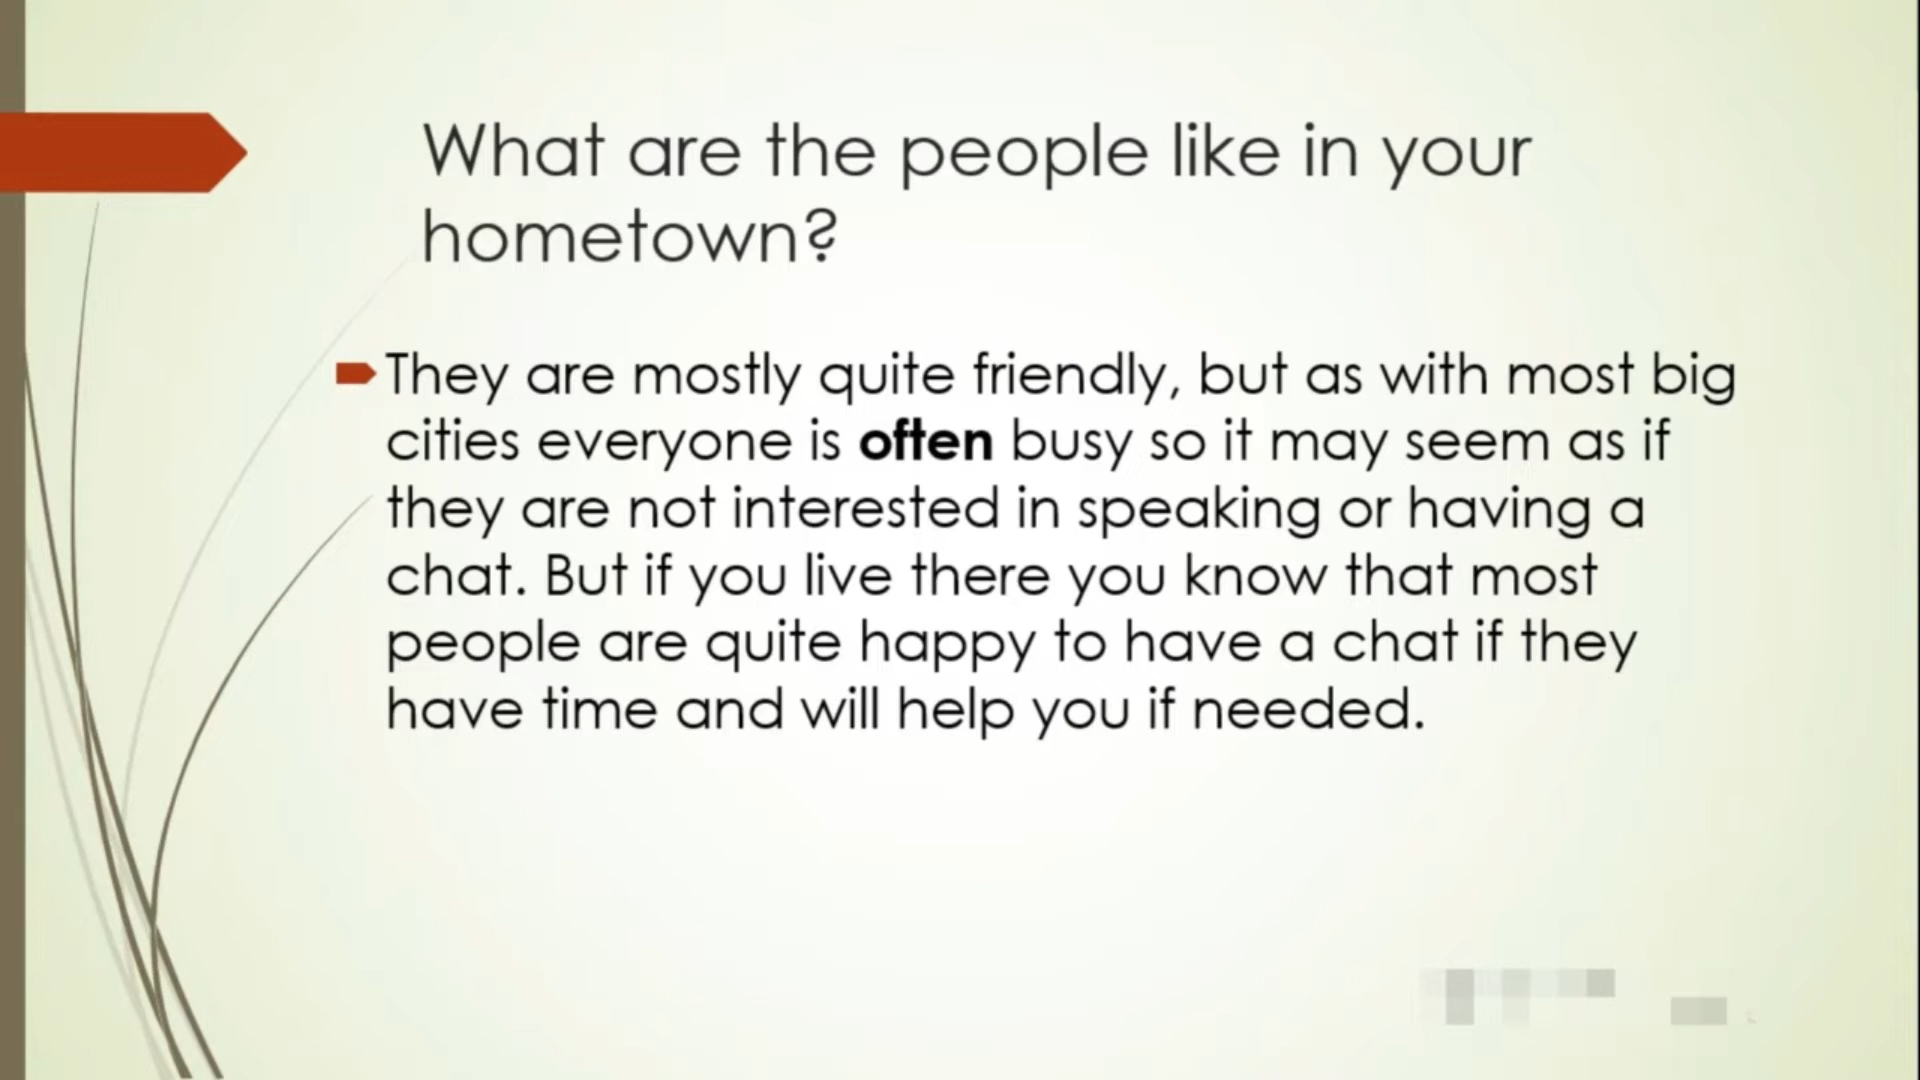 What are the people like in your
hometown?
They are mostly quite friendly, but as with most big
cities everyone is often busy so it may seem as if
they are not interested in speaking or having a
chat. But if you live there you know that most
people are quite happy to have a chat if they
have time and will help you if needed.